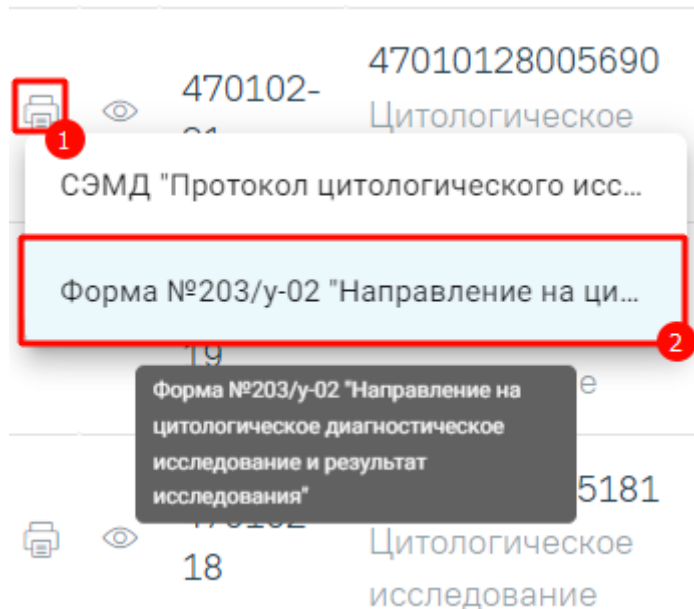 470102-
47010128005690
Цитологическое
1
СЭМД "Протокол цитологического исс...
Форма №203/у-02 "Направление на ци...
2
19
е
Форма №203/у-02 "Направление на
цитологическое диагностическое
исследование и результат
исследования"
5181
18
Цитологическое
исследование